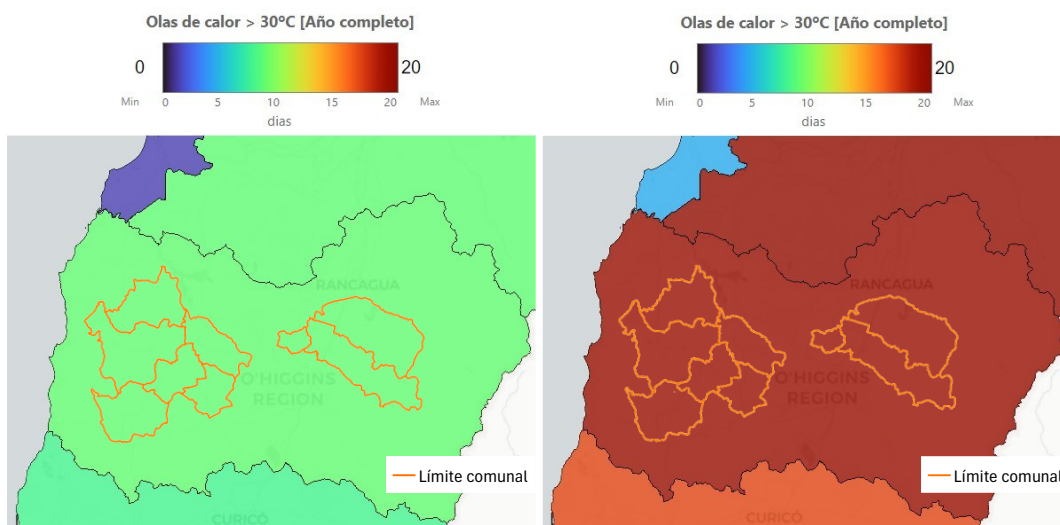 Olas de calor > 30ºC [Año completo]
0
20
Min
0
5
10
15
20
Max
dias
RANCAGUA
O'HIGGINS
REGION
CURICÓ
Límite comunal
Olas de calor > 30ºC [Año completo]
0
20
Min
0
5
10
15
20
Max
dias
RANCAGUA
O'HIGGINS
REGION
CURICÓ
Límite comunal